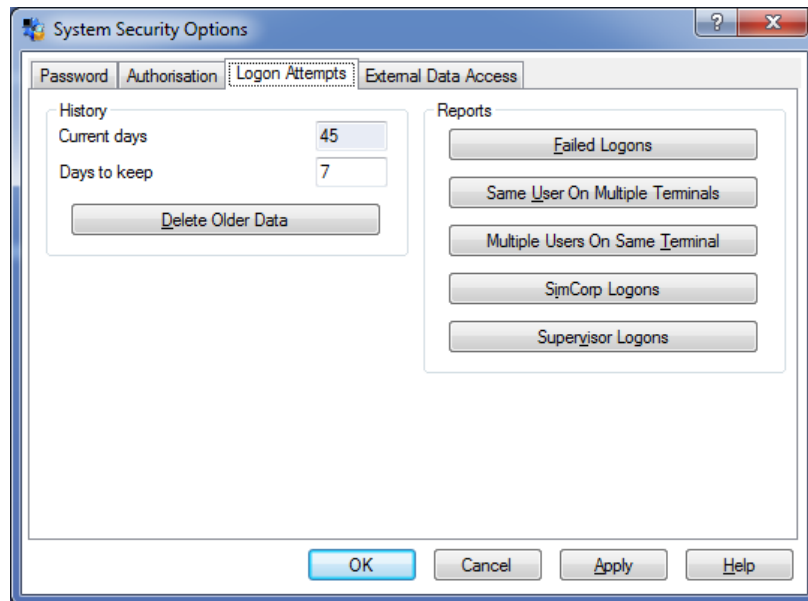 System Security Options
Password Authorisation Logon Attempts External Data Access
History
Current days 45
Days to keep 7
Delete Older Data
Reports
Failed Logons
Same User On Multiple Terminals
Multiple Users On Same Terminal
SimCorp Logons
Supervisor Logons
OK Cancel Apply Help